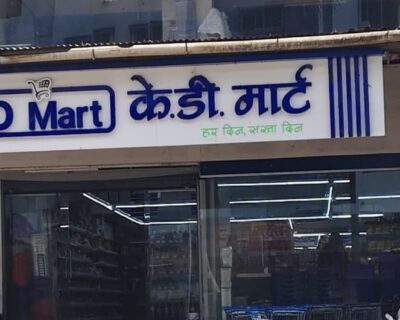 D Mart के.डी. मार्ट
हर दिन, सस्ता दिन